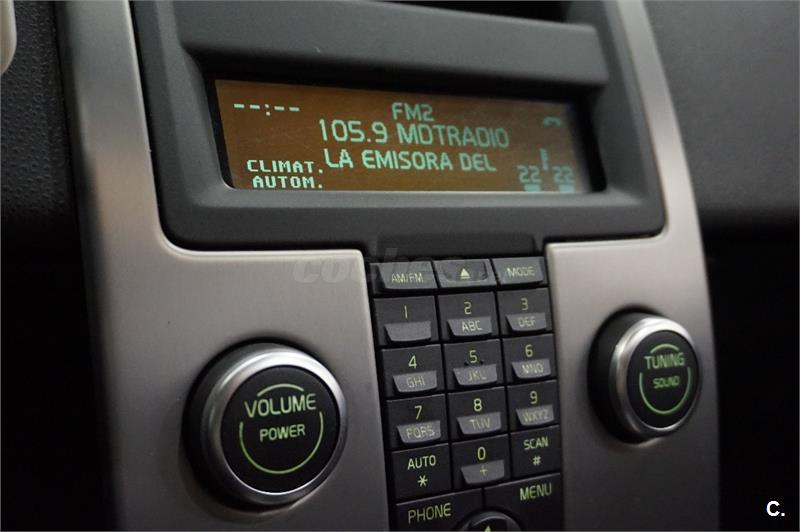 --:--
FM2
105.9 MDTRADIO
CLIMAT. LA EMISORA DEL
AUTOM. 22 22
coches
AM/FM MODE
1 2 3
ABC DEF
4 5 6
GHI JKL MNO
7 8 9
PQRS TUV WXYZ
AUTO 0 SCAN
* + #
PHONE MENU
VOLUME
POWER
TUNING
SOUND
C.